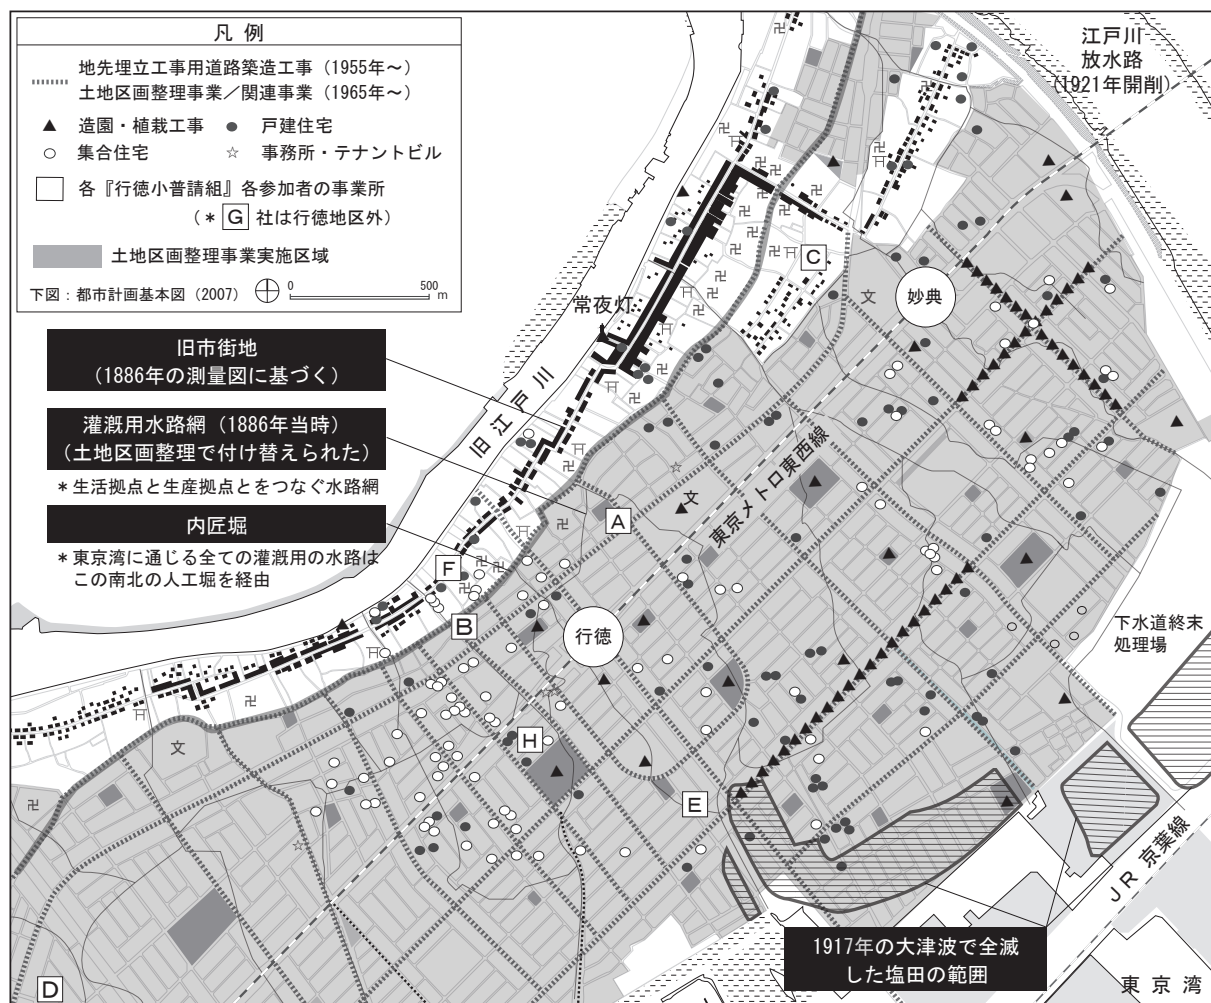 凡 例
地先埋立工事用道路築造工事（1955年～）
土地区画整理事業／関連事業（1965年～）
▲ 造園・植栽工事 ● 戸建住宅
○ 集合住宅 ☆ 事務所・テナントビル
各『行徳小普請組』各参加者の事業所
（＊ G 社は行徳地区外）
土地区画整理事業実施区域
下図：都市計画基本図（2007） 0 500 m
江戸川
放水路
(1921年開削)
常夜灯
C
妙典
文
旧市街地
（1886年の測量図に基づく）
旧江戸川
灌漑用水路網（1886年当時）
（土地区画整理で付け替えられた）
＊生活拠点と生産拠点とをつなぐ水路網
文
東京メトロ東西線
A
内匠堀
＊東京湾に通じる全ての灌漑用の水路は
この南北の人工堀を経由
F
B
行徳
下水道終末
処理場
文
H
E
JR 京葉線
1917年の大津波で全滅
した塩田の範囲
D
東 京 湾